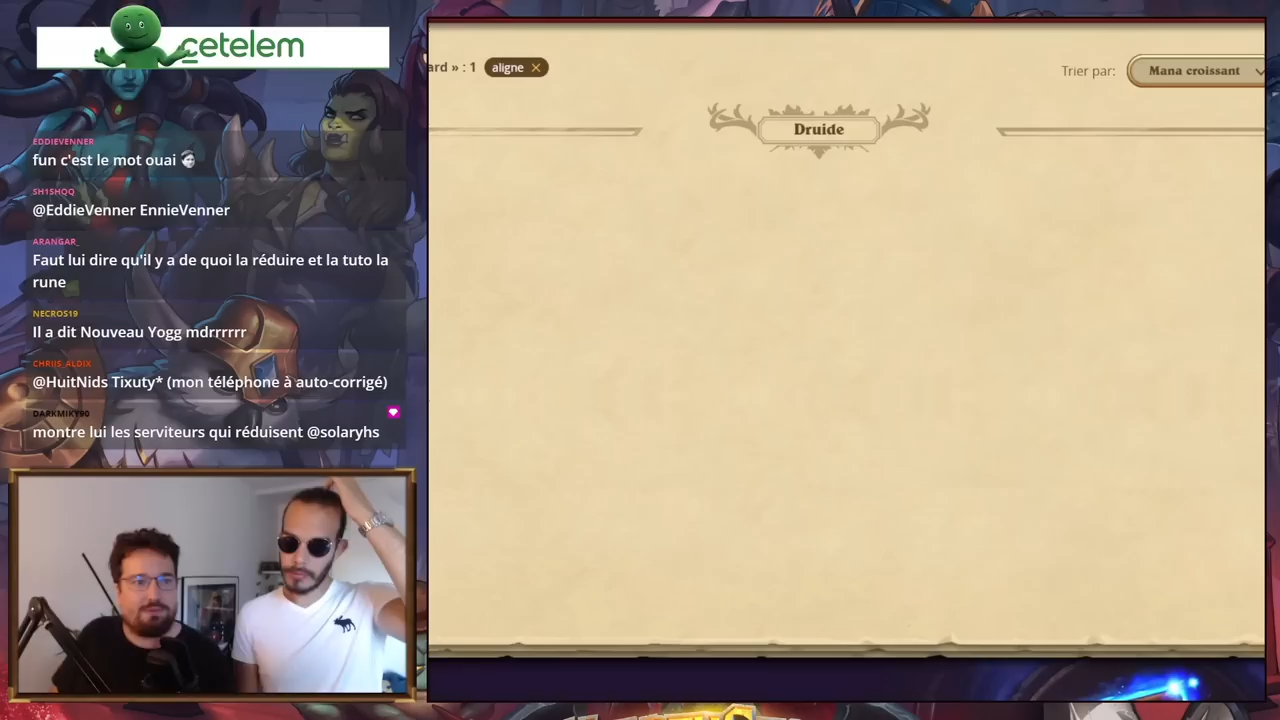 cetelem
EDDIEVENNER
fun c'est le mot ouai
SH1SHQQ
@EddieVenner EnnieVenner
ARANGAR_
Faut lui dire qu'il y a de quoi la réduire et la tuto la
rune
NECROS19
Il a dit Nouveau Yogg mdrrrrr
CHRIIS_ALDIX
@HuitNids Tixuty* (mon téléphone à auto-corrigé)
DARKMIKY90
montre lui les serviteurs qui réduisent @solaryhs
ard » : 1 aligne
Trier par: Mana croissant
Druide